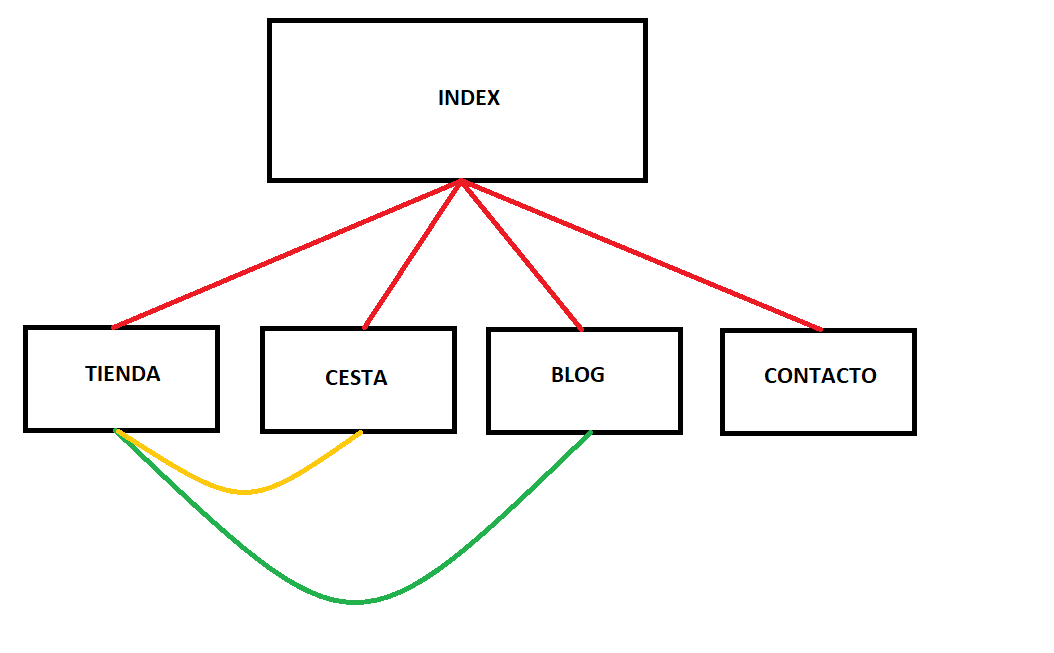 INDEX
TIENDA
CESTA
BLOG
CONTACTO